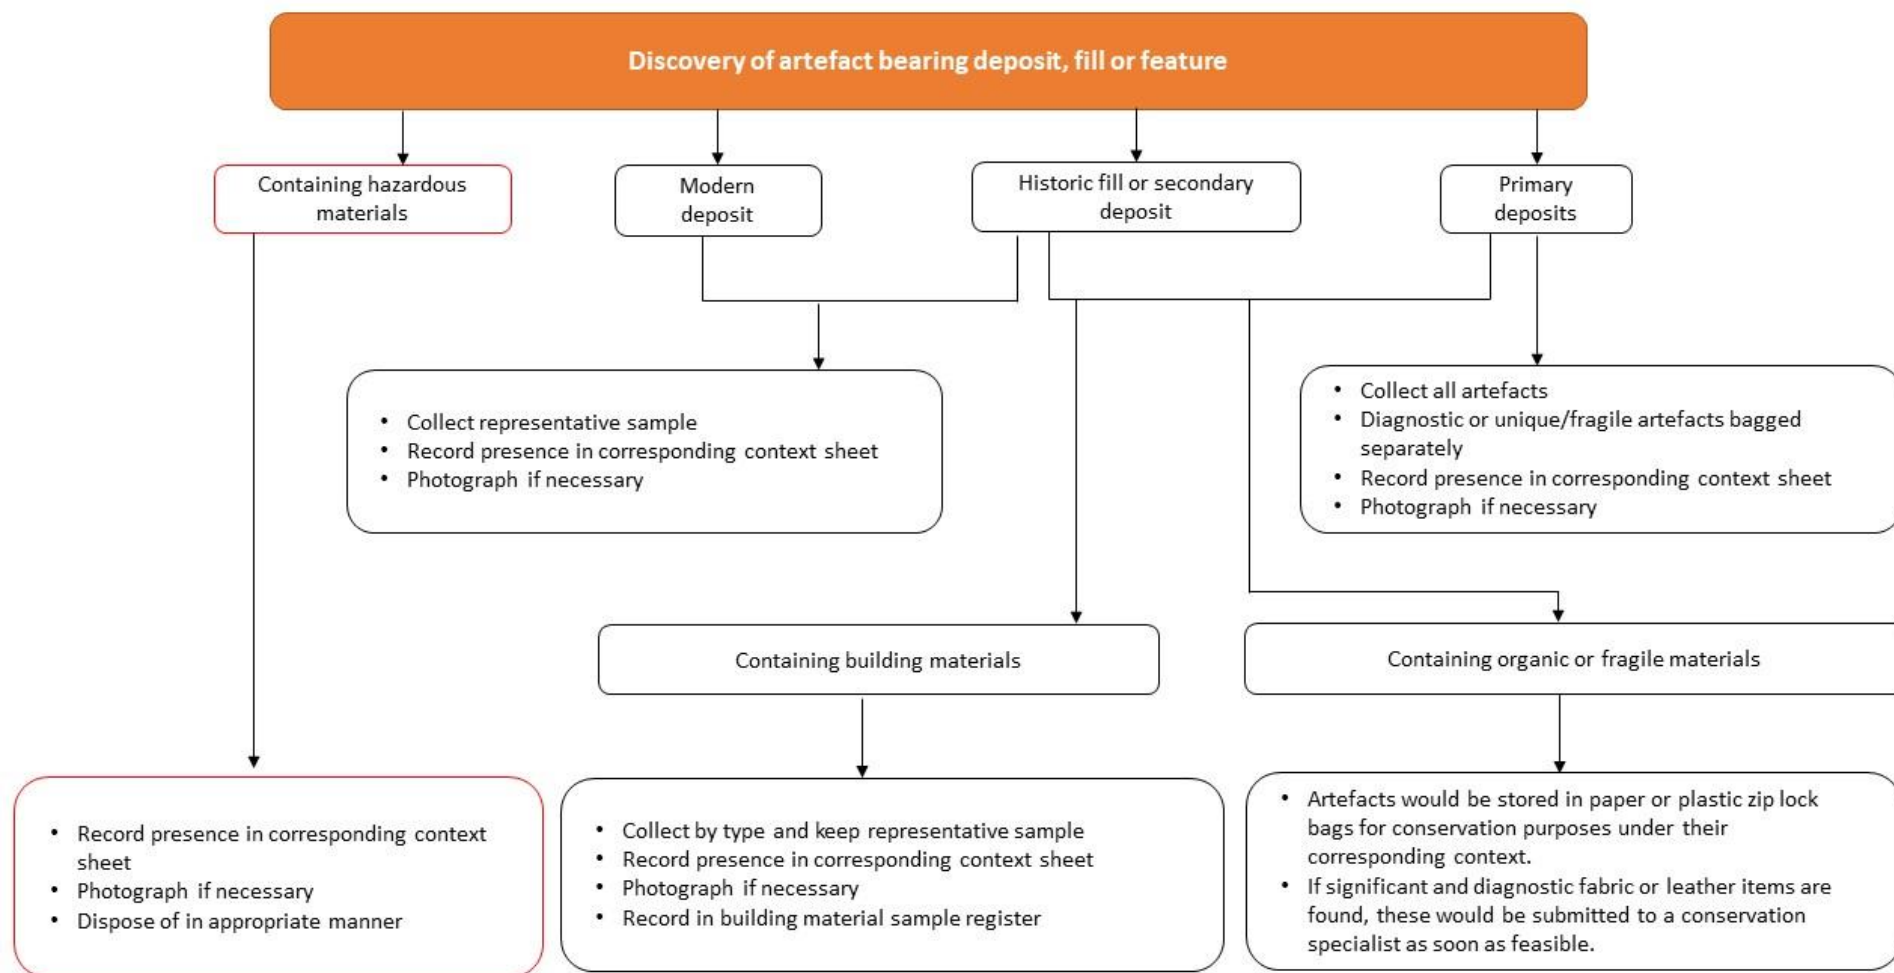 Discovery of artefact bearing deposit, fill or feature
Containing hazardous
materials
Modern
deposit
Historic fill or secondary
deposit
Primary
deposits
• Collect representative sample
• Record presence in corresponding context sheet
• Photograph if necessary
• Collect all artefacts
• Diagnostic or unique/fragile artefacts bagged
separately
• Record presence in corresponding context sheet
• Photograph if necessary
Containing building materials
Containing organic or fragile materials
• Record presence in corresponding context
sheet
• Photograph if necessary
• Dispose of in appropriate manner
• Collect by type and keep representative sample
• Record presence in corresponding context sheet
• Photograph if necessary
• Record in building material sample register
• Artefacts would be stored in paper or plastic zip lock
bags for conservation purposes under their
corresponding context.
• If significant and diagnostic fabric or leather items are
found, these would be submitted to a conservation
specialist as soon as feasible.